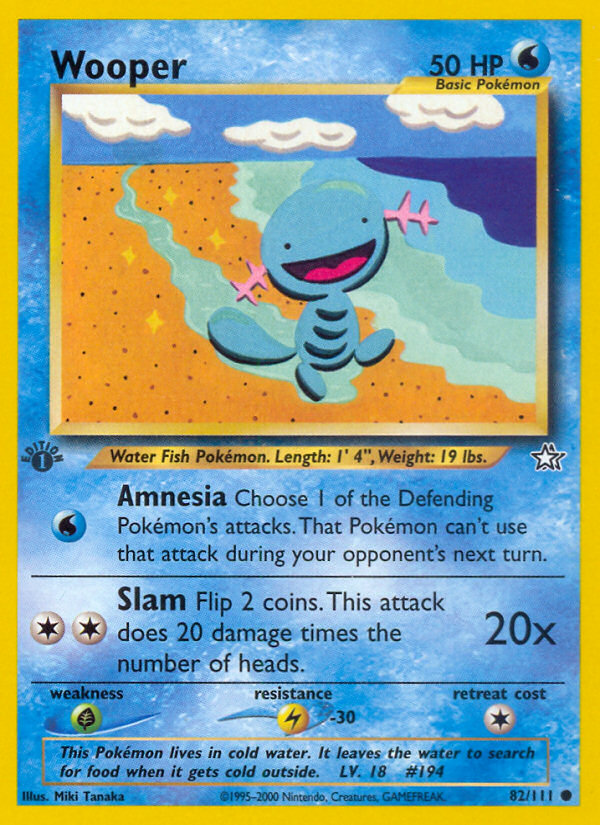 Wooper
50 HP
Basic Pokémon
EDITION
1
Water Fish Pokémon. Length: 1' 4", Weight: 19 lbs.
Amnesia Choose 1 of the Defending
Pokémon's attacks. That Pokémon can't use
that attack during your opponent's next turn.
Slam Flip 2 coins. This attack
does 20 damage times the
number of heads.
20x
weakness
resistance
retreat cost
-30
This Pokémon lives in cold water. It leaves the water to search
for food when it gets cold outside. LV. 18 #194
Illus. Miki Tanaka
©1995-2000 Nintendo, Creatures, GAMEFREAK.
82/111